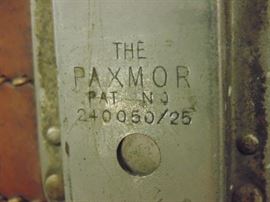 THE
PAXMOR
PAT NO
240050/25